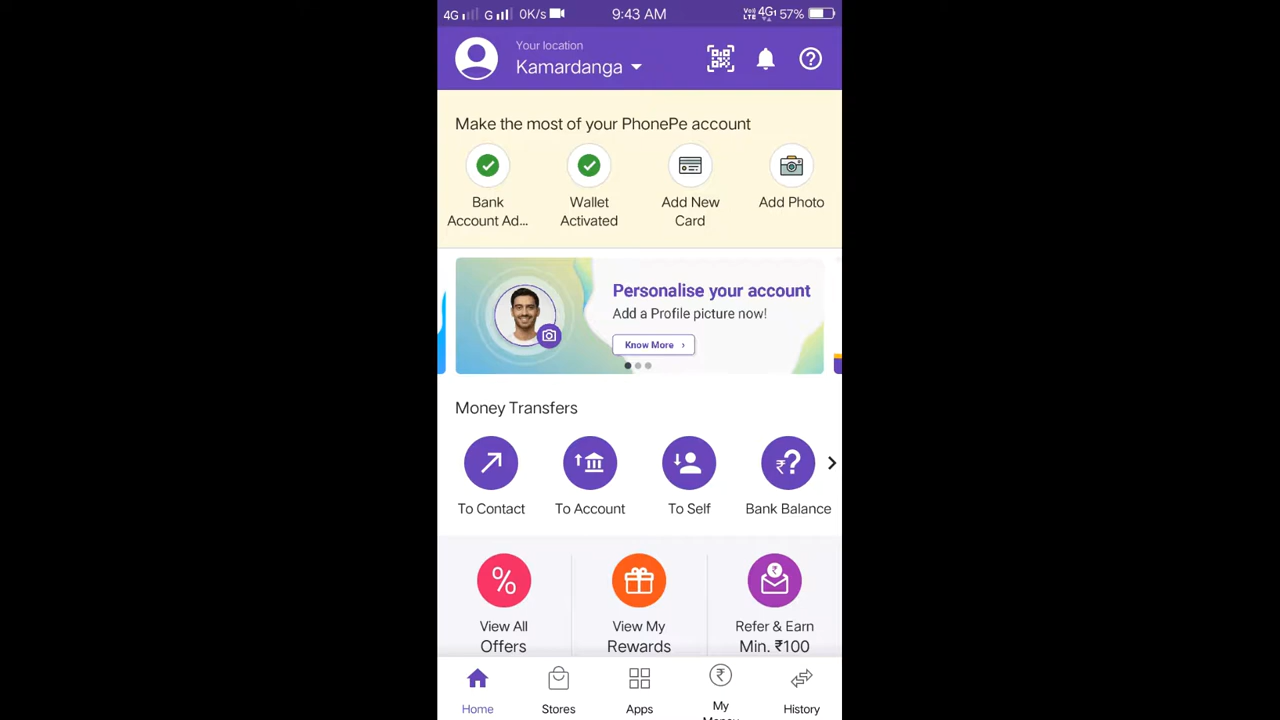 4G G 0K/s 9:43 AM VoI LTE 4G1 57%
Your location
Kamardanga
Make the most of your PhonePe account
Bank Account Ad...
Wallet Activated
Add New Card
Add Photo
Personalise your account
Add a Profile picture now!
Know More ›
Money Transfers
To Contact To Account To Self Bank Balance
View All Offers
View My Rewards
Refer & Earn Min. ₹100
Home Stores Apps My History